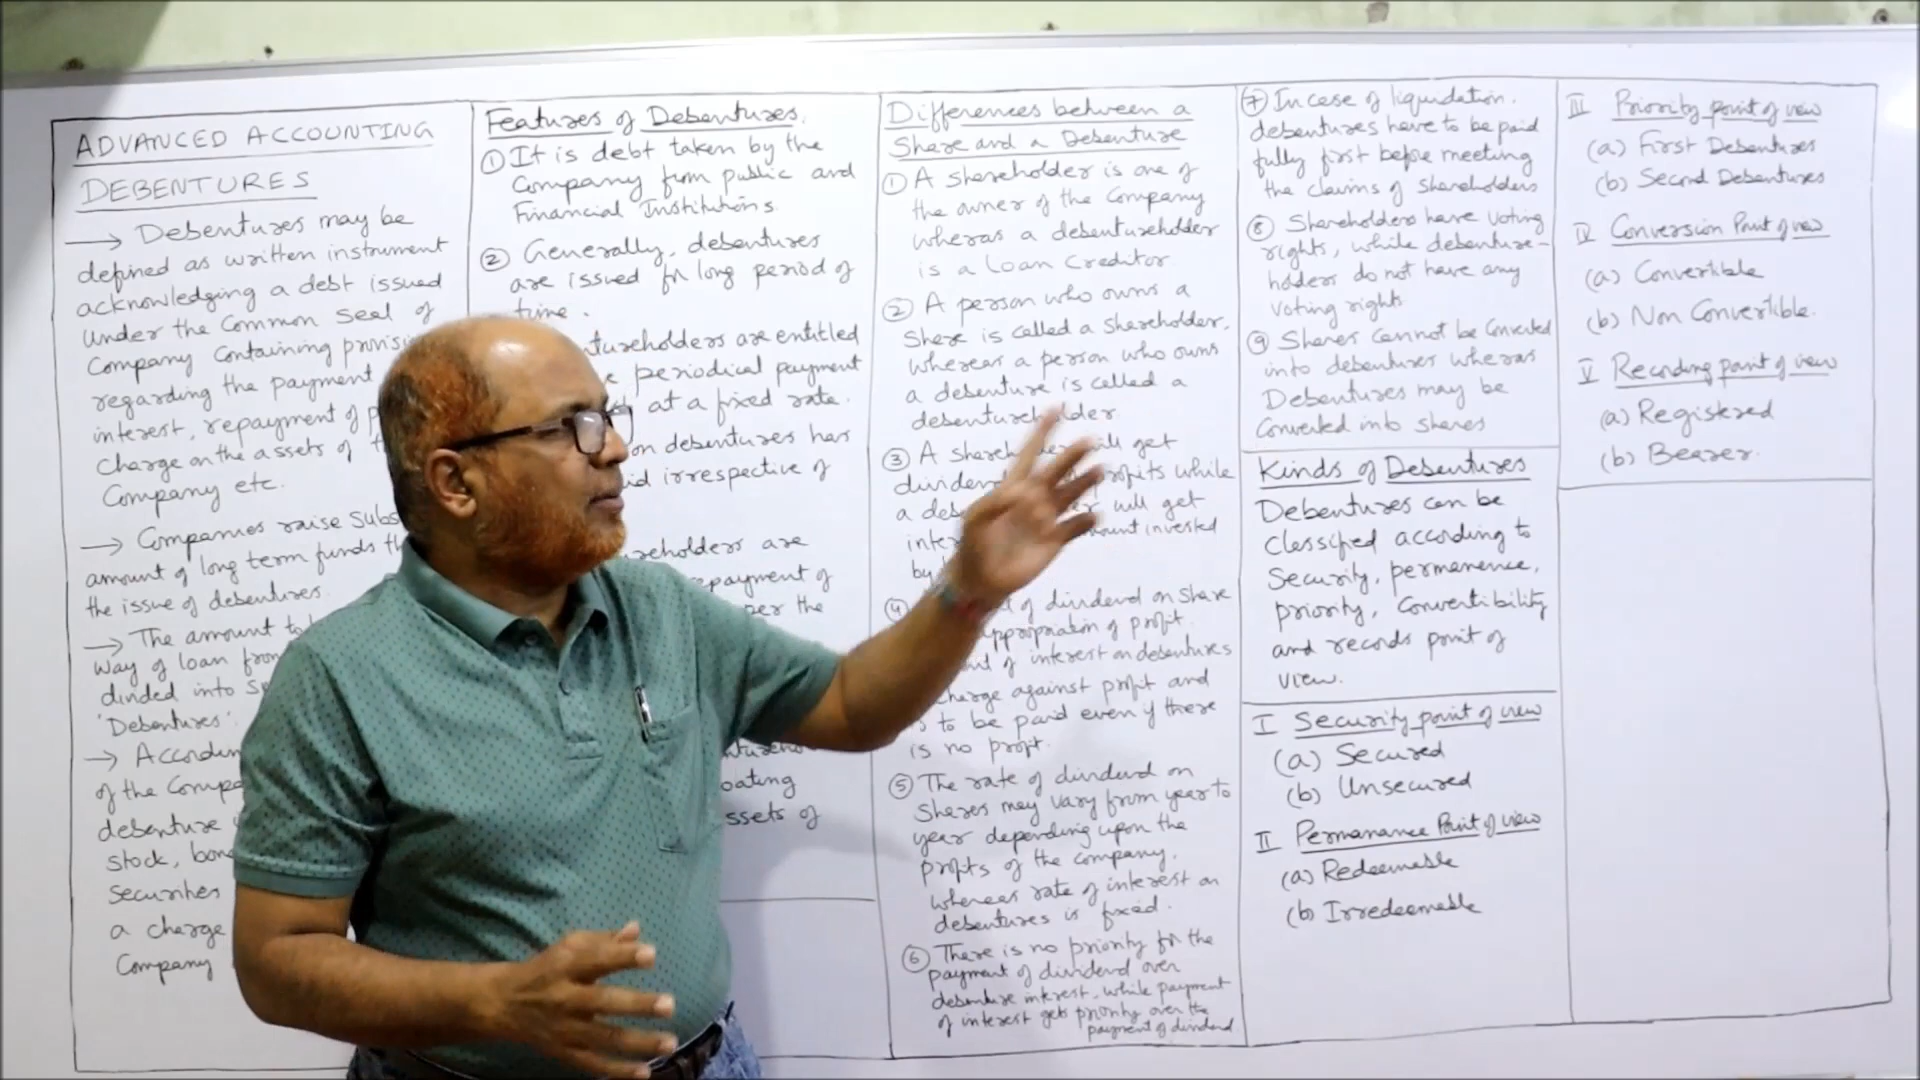 ADVANCED ACCOUNTING
DEBENTURES
→ Debentures may be
defined as written instrument
acknowledging a debt issued
under the Common Seal of
Company Containing
regarding the payment
interest, repayment of
Charge on the assets of
Company etc.
→ Companies raise
amount of long term funds
the issue of debentures.
→ The amount
way of loan from
divided into
'Debentures'.
→
of the
debenture
stock,
Securities
a charge
Company
Features of Debentures.
① It is debt taken by the
Company from public and
Financial Institutions.
② Generally, debentures
are issued for long period of
time.
are entitled
periodical payment
at a fixed rate.
on debentures has
irrespective of
are
of
per the
assets of
Differences between a
Share and a Debenture
① A shareholder is one of
the owner of the Company
wheras a debentureholder
is a Loan Creditor
② A person who owns a
Share is called a shareholder,
whereas a person who owns
a debenture is called a
debentureholder.
③ A will get
while
a will get
invested
by
④ of dividend on share
appropriation of profit.
of interest on debentures
charge against profit and
to be paid even if there
is no profit.
⑤ The rate of dividend on
Shares may vary from year to
year depending upon the
profits of the company.
whereas rate of interest on
debentures is fixed.
⑥ There is no priority for the
payment of dividend over
debenture interest, while payment
of interest gets priority over the
payment of dividend
⑦ In case of liquidation.
debentures have to be paid
fully first before meeting
the claims of shareholders
⑧ Shareholders have voting
rights, while debenture-
holders do not have any
voting rights
⑨ Shares cannot be Converted
into debentures wheras
Debentures may be
Converted into shares
Kinds of Debentures
Debentures can be
Classified according to
Security, permanence,
priority, Convertibility
and records point of
view.
I Security point of view
(a) Secured
(b) Unsecured
II Permanance Point of view
(a) Redeemable
(b) Irredeemable
III Priority point of view
(a) First Debentures
(b) Second Debentures
IV Conversion Point of view
(a) Convertible
(b) Non Convertible.
V Recording point of view
(a) Registered
(b) Bearer.